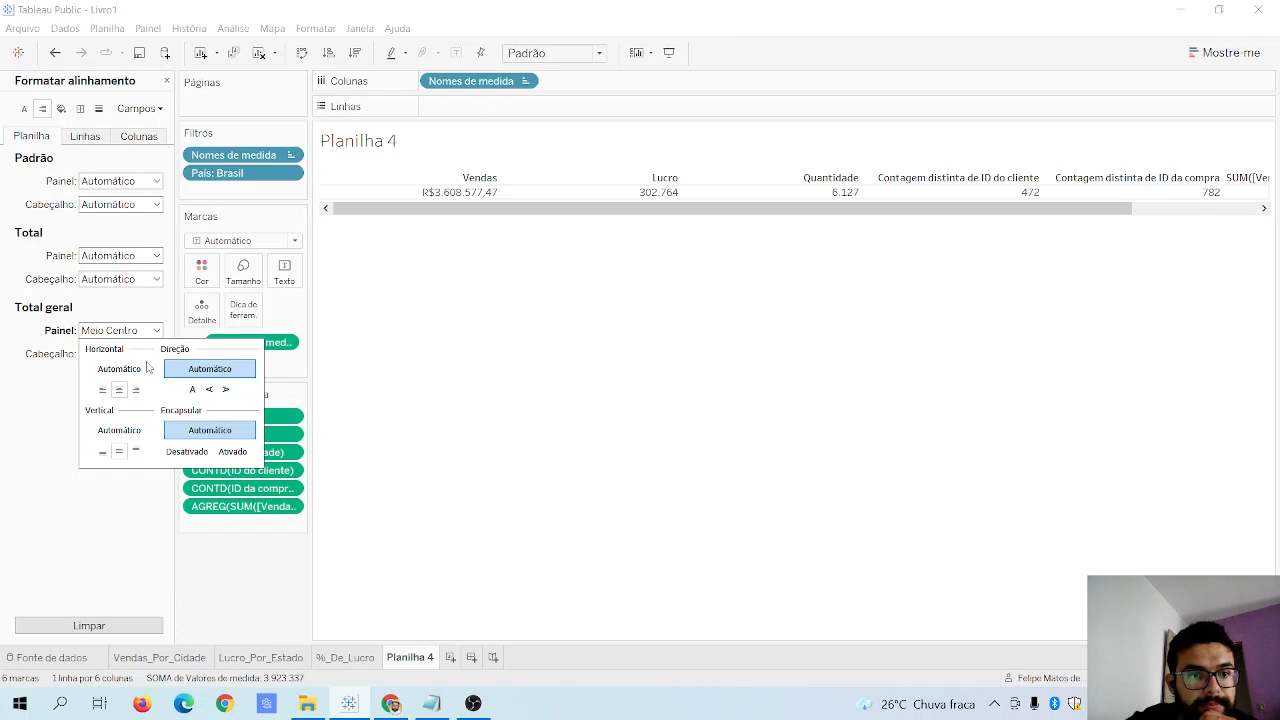 Tableau Public - Livro1
Arquivo Dados Planilha Painel História Análise Mapa Formatar Janela Ajuda
Padrão
Mostre-me
Formatar alinhamento
Campos
Planilha Linhas Colunas
Padrão
Painel: Automático
Cabeçalho: Automático
Total
Painel: Automático
Cabeçalho: Automático
Total geral
Painel: Meio Centro
Cabeçalho:
Horizontal Direção
Automático Automático
A A A
Vertical Encapsular
Automático Automático
Desativado Ativado
Limpar
Páginas
Filtros
Nomes de medida
País: Brasil
Marcas
Automático
Cor Tamanho Texto
Detalhe Dica de ferram.
med..
CONTD(ID do cliente)
CONTD(ID da compr..
AGREG(SUM([Venda..
Colunas Nomes de medida
Linhas
Planilha 4
Vendas Lucro Quantidade Contagem distinta de ID do cliente Contagem distinta de ID da compra SUM([Ve
R$3.608.577,47 302.764 6.127 472 782
Fonte de dados Vendas_Por_Cidade Lucro_Por_Estado %_De_Lucro Planilha 4
6 marcas 1 linha por 6 colunas SOMA de Valores de medida: 3.923.337
Felipe Matos de...
26°C Chuva fraca